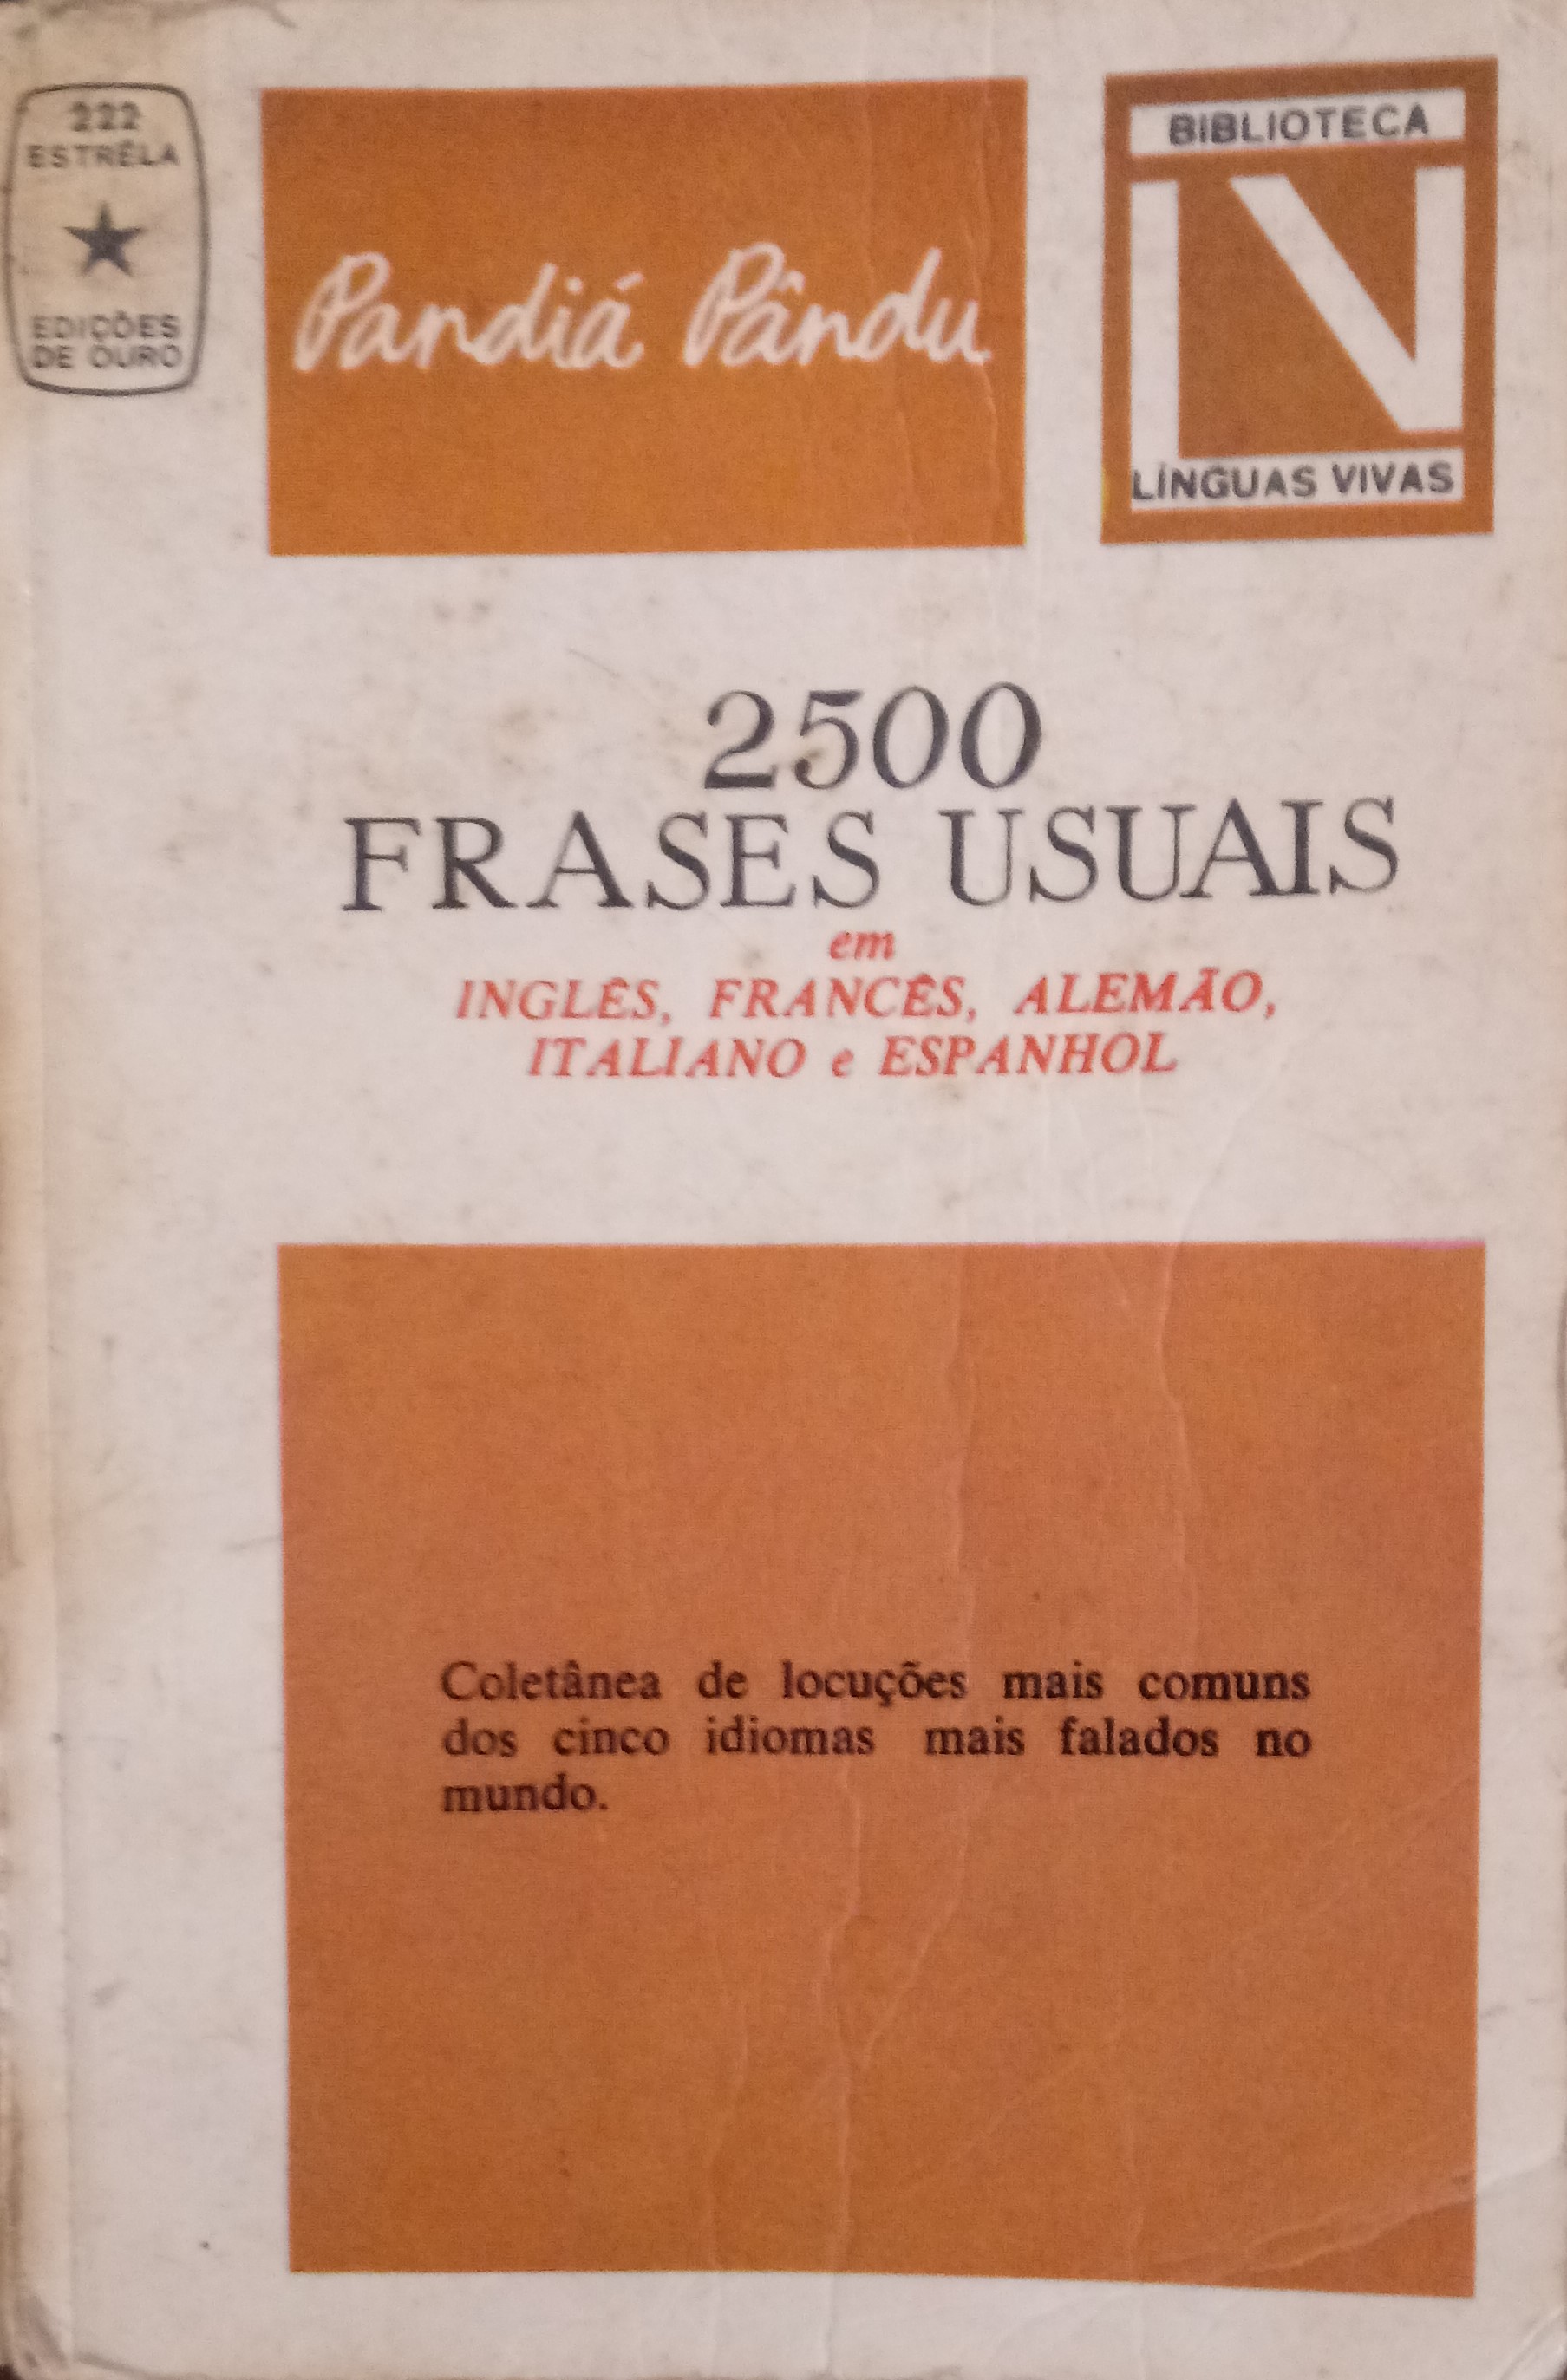 222
ESTRÊLA
EDIÇÕES
DE OURO
Pandiá Pându
BIBLIOTECA
LV
LÍNGUAS VIVAS
2500
FRASES USUAIS
em
INGLÊS, FRANCÊS, ALEMÃO,
ITALIANO e ESPANHOL
Coletânea de locuções mais comuns
dos cinco idiomas mais falados no
mundo.